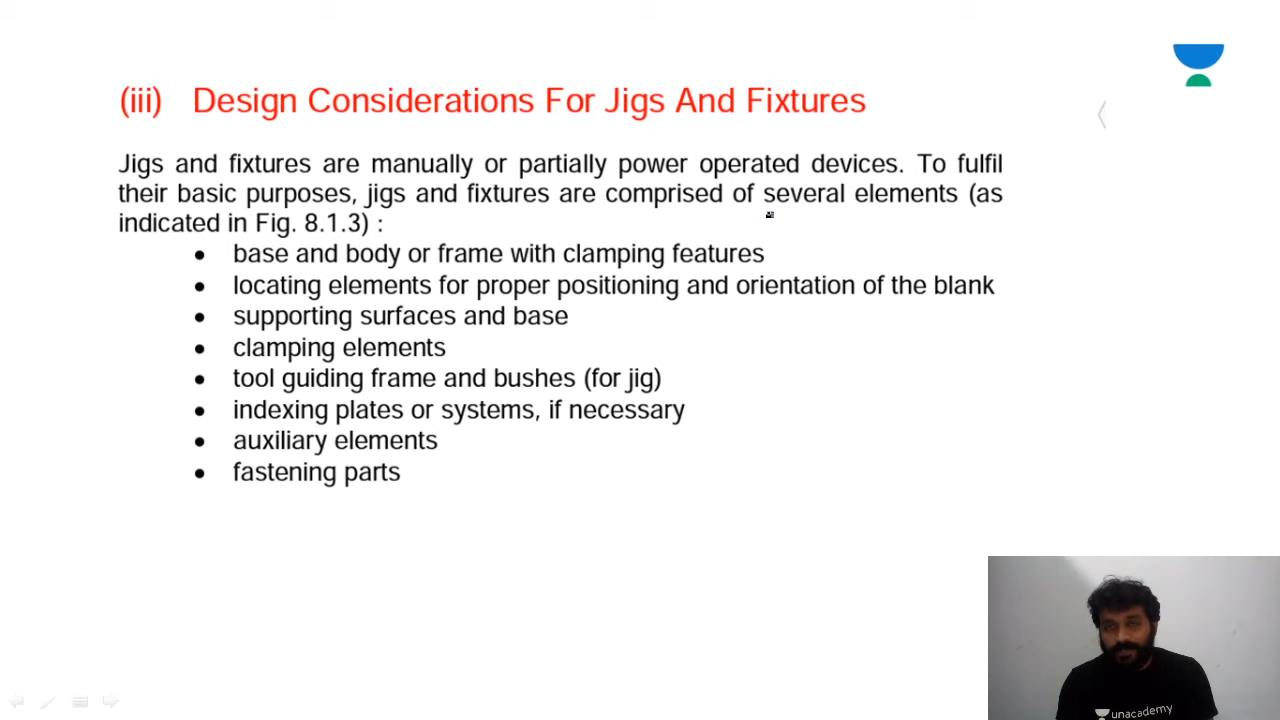 (iii) Design Considerations For Jigs And Fixtures
Jigs and fixtures are manually or partially power operated devices. To fulfil
their basic purposes, jigs and fixtures are comprised of several elements (as
indicated in Fig. 8.1.3) :
• base and body or frame with clamping features
• locating elements for proper positioning and orientation of the blank
• supporting surfaces and base
• clamping elements
• tool guiding frame and bushes (for jig)
• indexing plates or systems, if necessary
• auxiliary elements
• fastening parts
unacademy